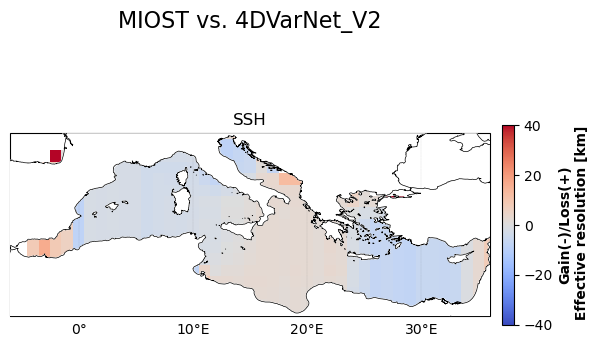 MIOST vs. 4DVarNet_V2
SSH
40
20
0
−20
−40
Gain(-)/Loss(+)
Effective resolution [km]
0°
10°E
20°E
30°E